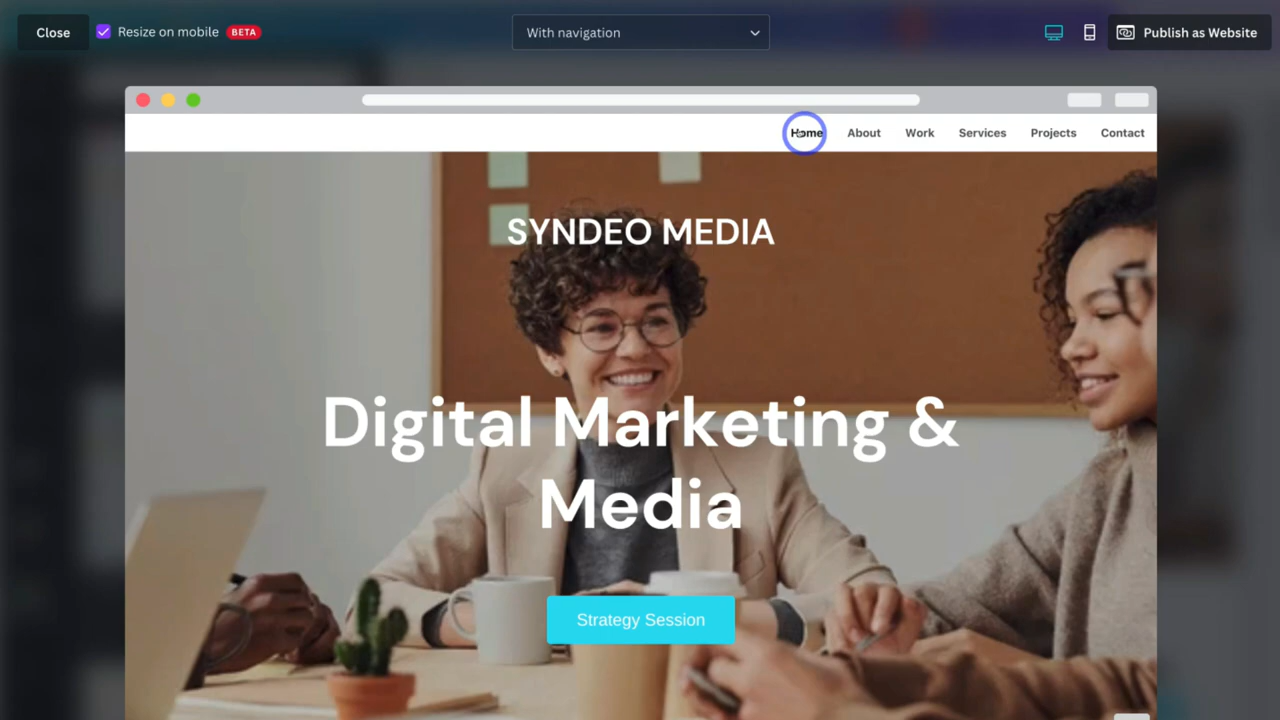 Close
Resize on mobile BETA
With navigation
Publish as Website
Home About Work Services Projects Contact
SYNDEO MEDIA
Digital Marketing &
Media
Strategy Session